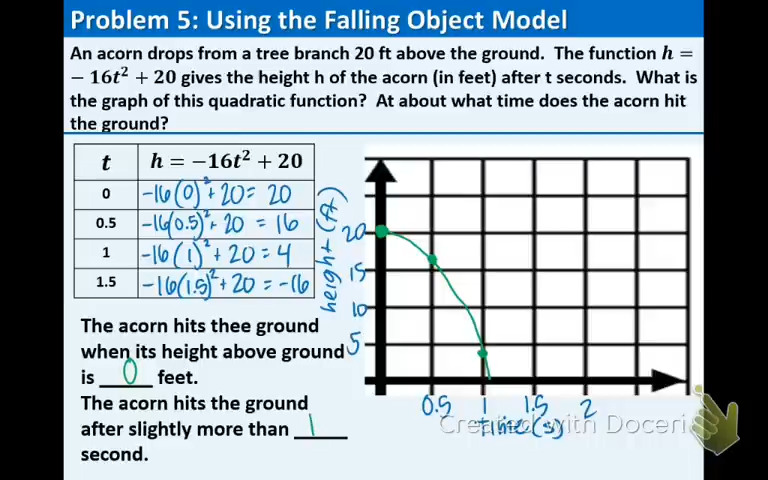 Problem 5: Using the Falling Object Model
An acorn drops from a tree branch 20 ft above the ground. The function h =
− 16t² + 20 gives the height h of the acorn (in feet) after t seconds. What is
the graph of this quadratic function? At about what time does the acorn hit
the ground?
t h = −16t² + 20
0 -16(0)²+20= 20
0.5 -16(0.5)²+20 = 16
1 -16(1)²+20=4
1.5 -16(1.5)²+20=-16
The acorn hits thee ground
when its height above ground
is 0 feet.
The acorn hits the ground
after slightly more than 1
second.
height (ft)
20
15
10
5
0.5 1 1.5 2
time (s)
Created with Doceri